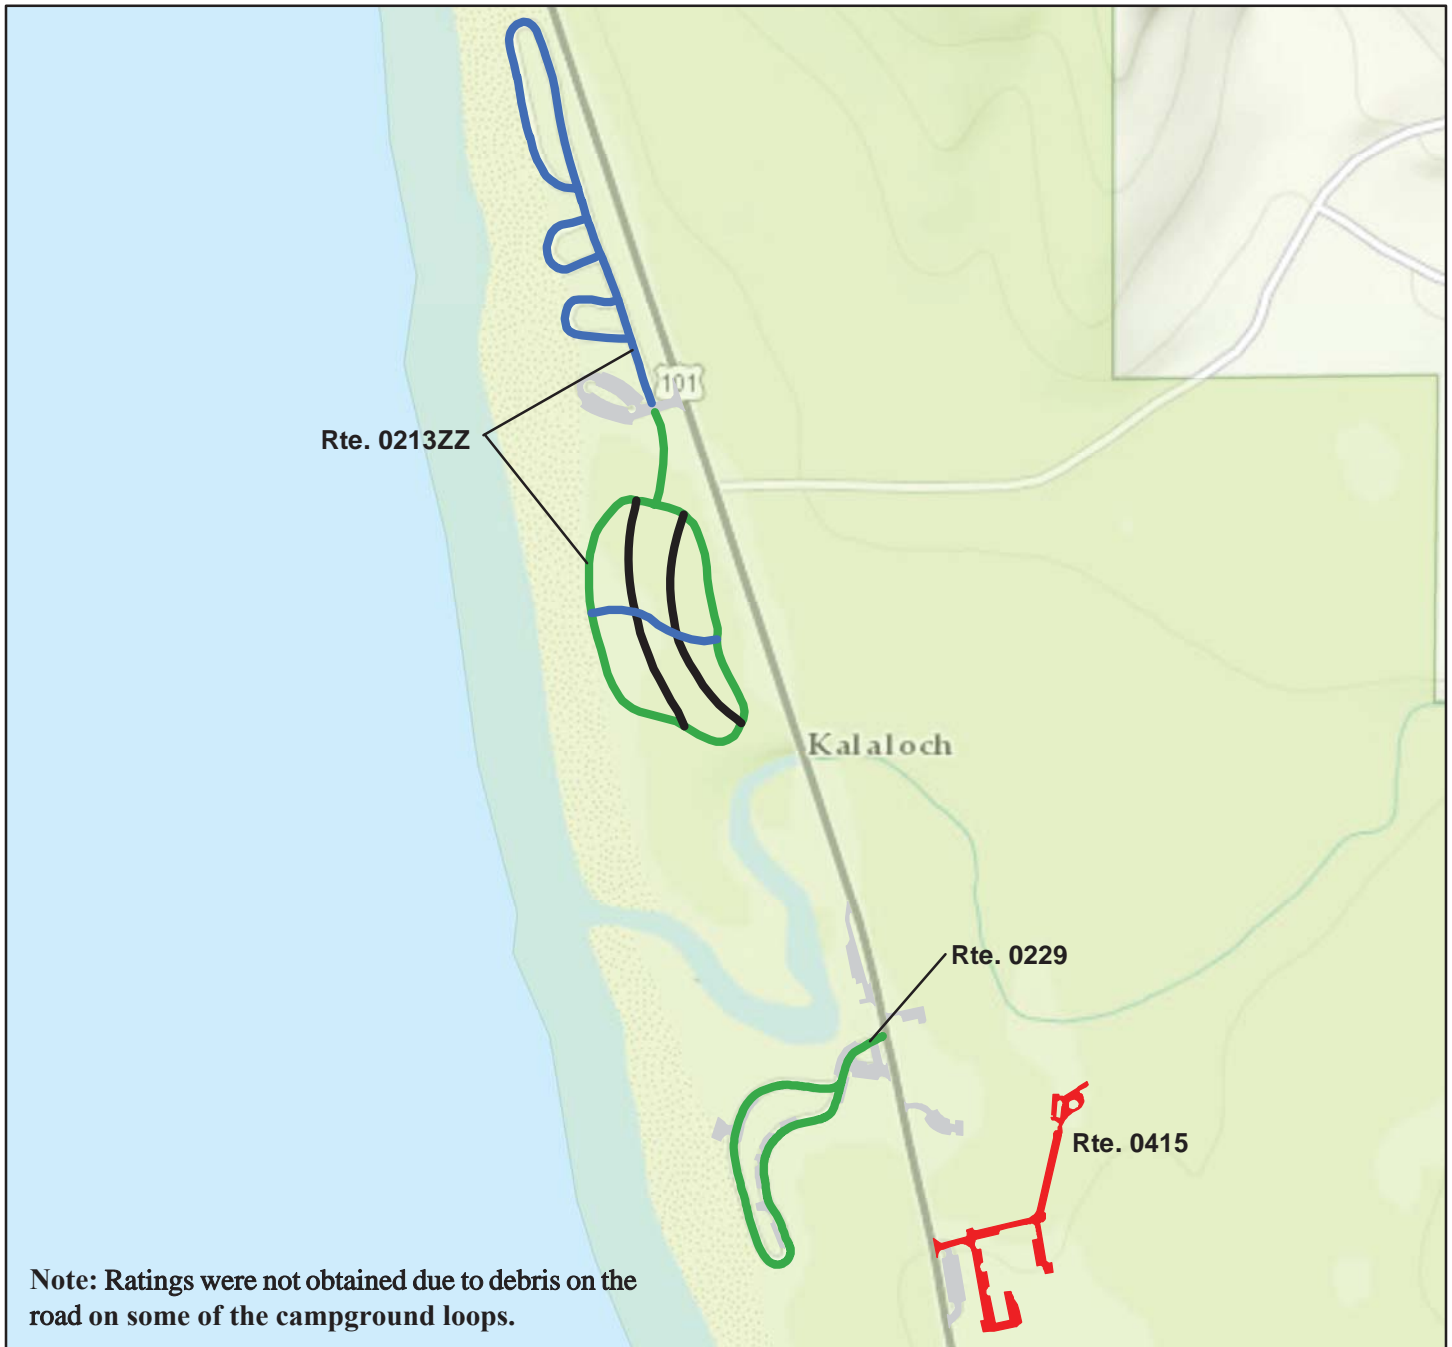 101
Rte. 0213ZZ
Kalaloch
Rte. 0229
Rte. 0415
Note: Ratings were not obtained due to debris on the
road on some of the campground loops.